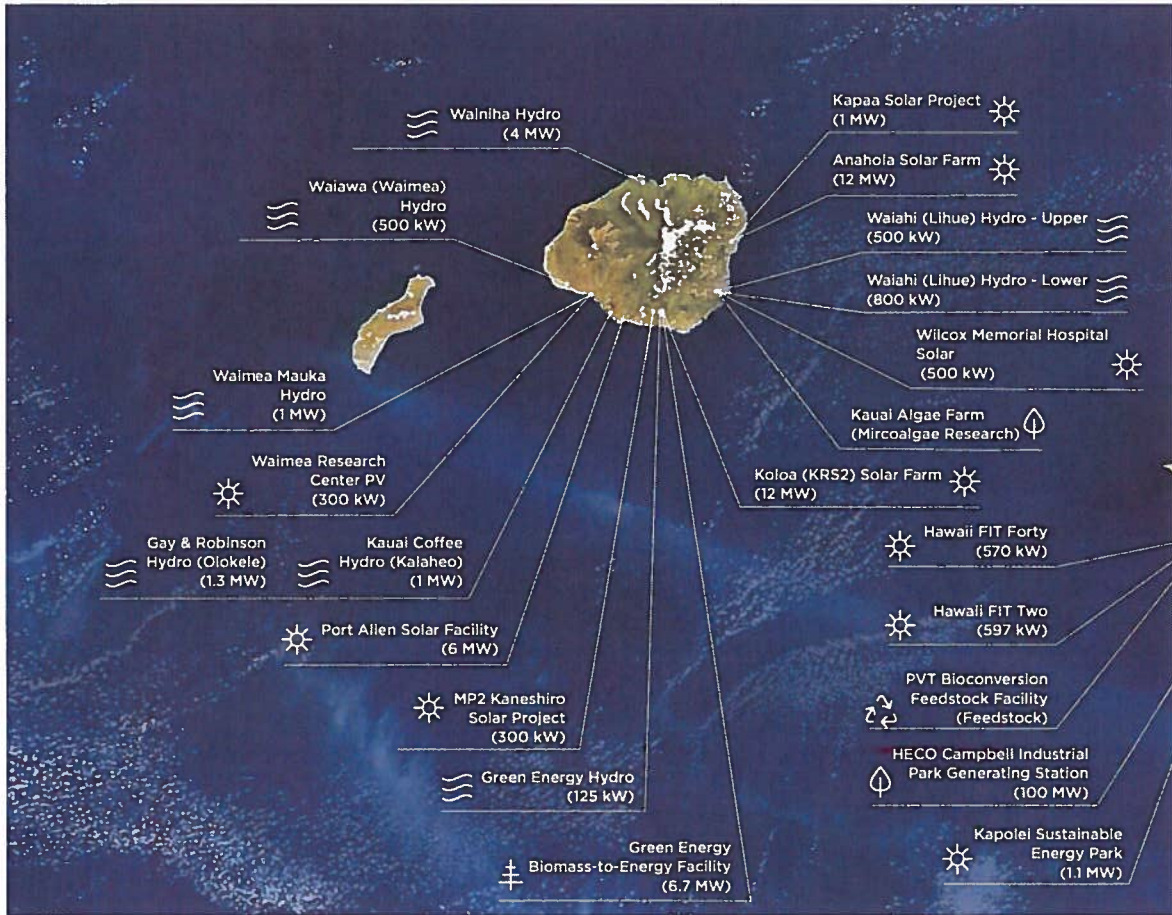 Wainiha Hydro
(4 MW)
Waiawa (Waimea)
Hydro
(500 kW)
Waimea Mauka
Hydro
(1 MW)
Waimea Research
Center PV
(300 kW)
Gay & Robinson
Hydro (Olokele)
(1.3 MW)
Kauai Coffee
Hydro (Kalaheo)
(1 MW)
Port Allen Solar Facility
(6 MW)
MP2 Kaneshiro
Solar Project
(300 kW)
Green Energy Hydro
(125 kW)
Green Energy
Biomass-to-Energy Facility
(6.7 MW)
Kapaa Solar Project
(1 MW)
Anahola Solar Farm
(12 MW)
Waiahi (Lihue) Hydro - Upper
(500 kW)
Waiahi (Lihue) Hydro - Lower
(800 kW)
Wilcox Memorial Hospital
Solar
(500 kW)
Kauai Algae Farm
(Mircoalgae Research)
Koloa (KRS2) Solar Farm
(12 MW)
Hawaii FIT Forty
(570 kW)
Hawaii FIT Two
(597 kW)
PVT Bioconversion
Feedstock Facility
(Feedstock)
HECO Campbell Industrial
Park Generating Station
(100 MW)
Kapolei Sustainable
Energy Park
(1.1 MW)